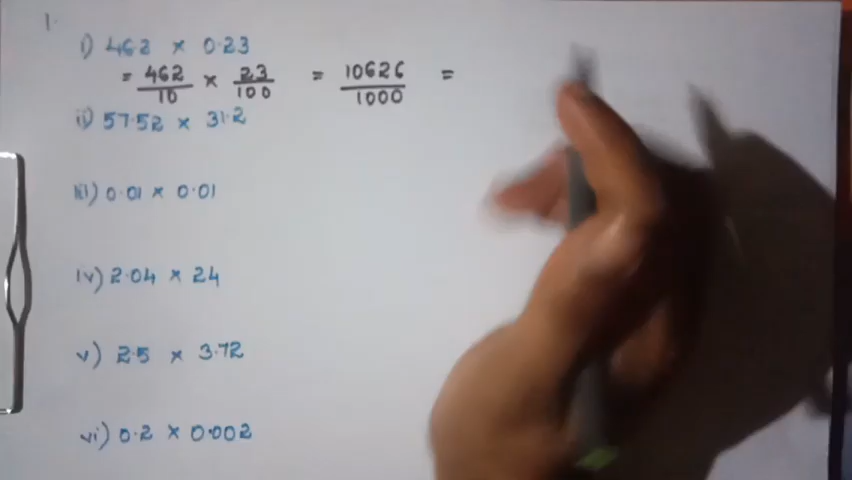 1.
i) 46.2 × 0.23
= 462/10 × 23/100 = 10626/1000 =
ii) 57.52 × 31.2
iii) 0.01 × 0.01
iv) 2.04 × 24
v) 2.5 × 3.72
vi) 0.2 × 0.002